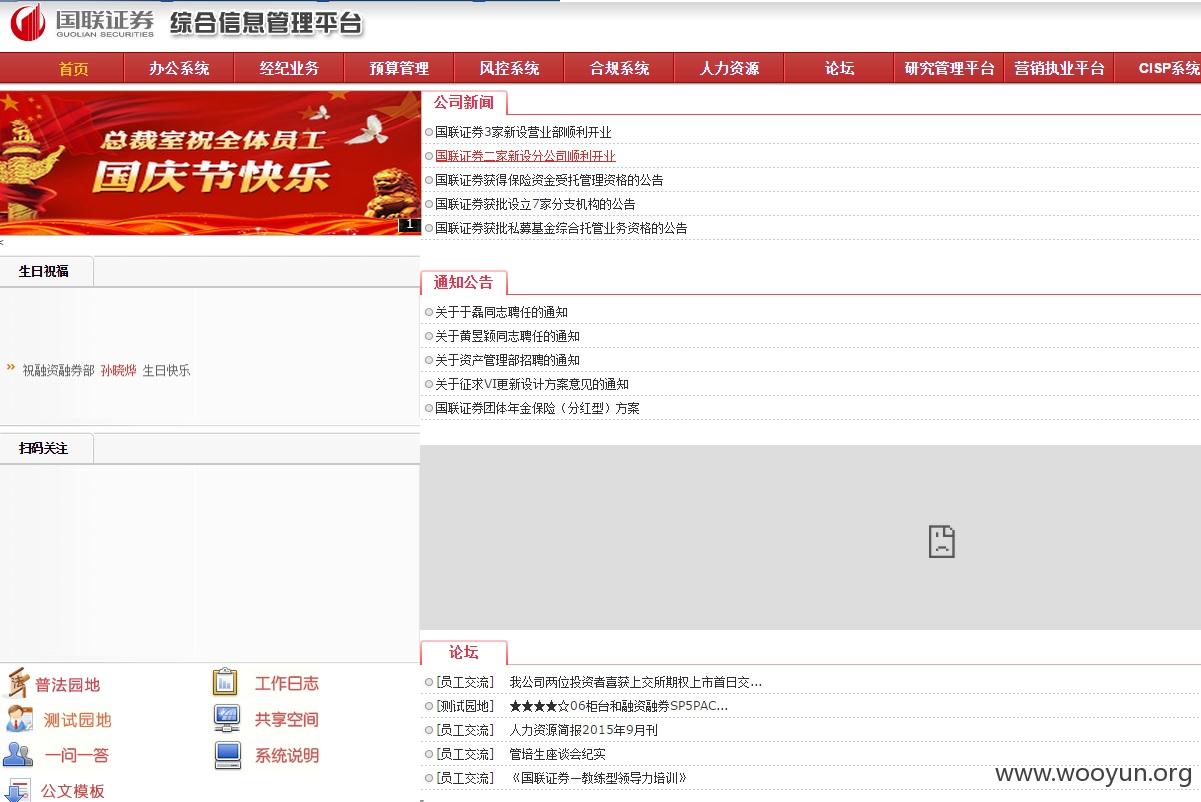 国联证券 综合信息管理平台
GUOLIAN SECURITIES
首页 办公系统 经纪业务 预算管理 风控系统 合规系统 人力资源 论坛 研究管理平台 营销执业平台 CISP系统
总裁室祝全体员工
国庆节快乐
1
<
生日祝福
» 祝融资融券部 孙晓烨 生日快乐
扫码关注
普法园地 工作日志
测试园地 共享空间
一问一答 系统说明
公文模板
公司新闻
国联证券3家新设营业部顺利开业
国联证券二家新设分公司顺利开业
国联证券获得保险资金受托管理资格的公告
国联证券获批设立7家分支机构的公告
国联证券获批私募基金综合托管业务资格的公告
通知公告
关于于磊同志聘任的通知
关于黄昱颖同志聘任的通知
关于资产管理部招聘的通知
关于征求VI更新设计方案意见的通知
国联证券团体年金保险（分红型）方案
论坛
[员工交流] 我公司两位投资者喜获上交所期权上市首日交...
[测试园地] ★★★★☆06柜台和融资融券SP5PAC...
[员工交流] 人力资源简报2015年9月刊
[员工交流] 管培生座谈会纪实
[员工交流] 《国联证券—教练型领导力培训》
www.wooyun.org